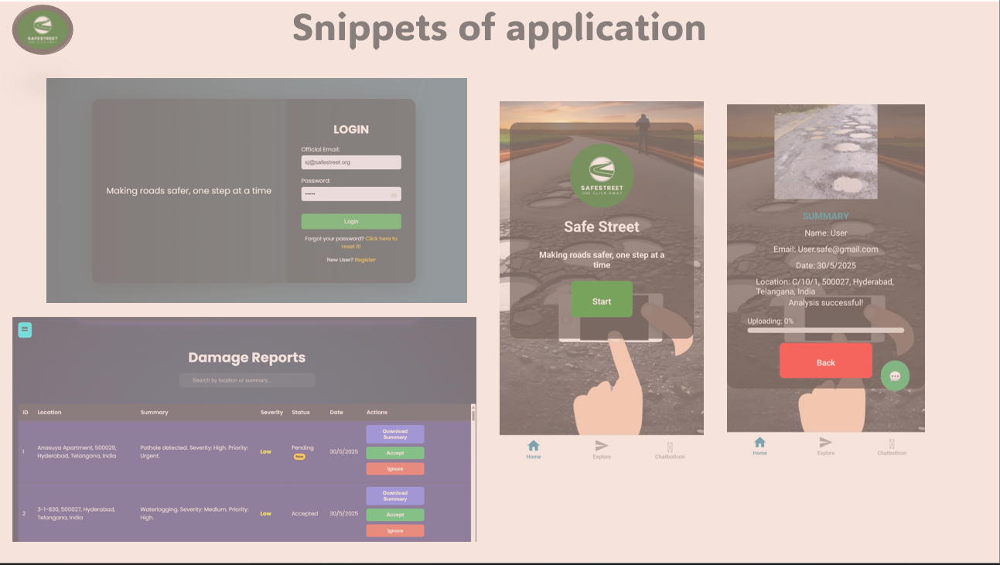 SAFESTREET
Snippets of application
Making roads safer, one step at a time
LOGIN
Official Email:
sj@safestreet.org
Password:
•••••
Login
Forgot your password? Click here to
reset it!
New User? Register
Damage Reports
Search by location or summary...
ID Location Summary Severity Status Date Actions
1 Anasuya Apartment, 500029, Hyderabad, Telangana, India Pothole detected. Severity: High. Priority: Urgent. Low Pending New 30/5/2025
Download
Summary
Accept
Ignore
2 3-1-830, 500027, Hyderabad, Telangana, India Waterlogging. Severity: Medium. Priority: High. Low Accepted 30/5/2025
Download
Summary
Accept
Ignore
SAFESTREET
ONE CLICK AWAY
Safe Street
Making roads safer, one step at a
time
Start
Home Explore ChatbotIcon
SUMMARY
Name: User
Email: User.safe@gmail.com
Date: 30/5/2025
Location: C/10/1, 500027, Hyderabad,
Telangana, India
Analysis successful!
Uploading: 0%
Back
Home Explore ChatbotIcon